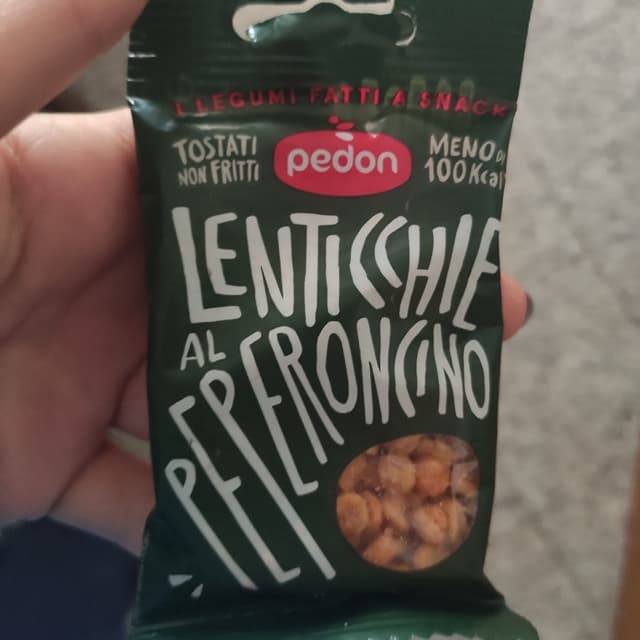 I LEGUMI FATTI A SNACK
TOSTATI
NON FRITTI
pedon
MENO DI
100 Kcal
LENTICCHIE
AL
PEPERONCINO